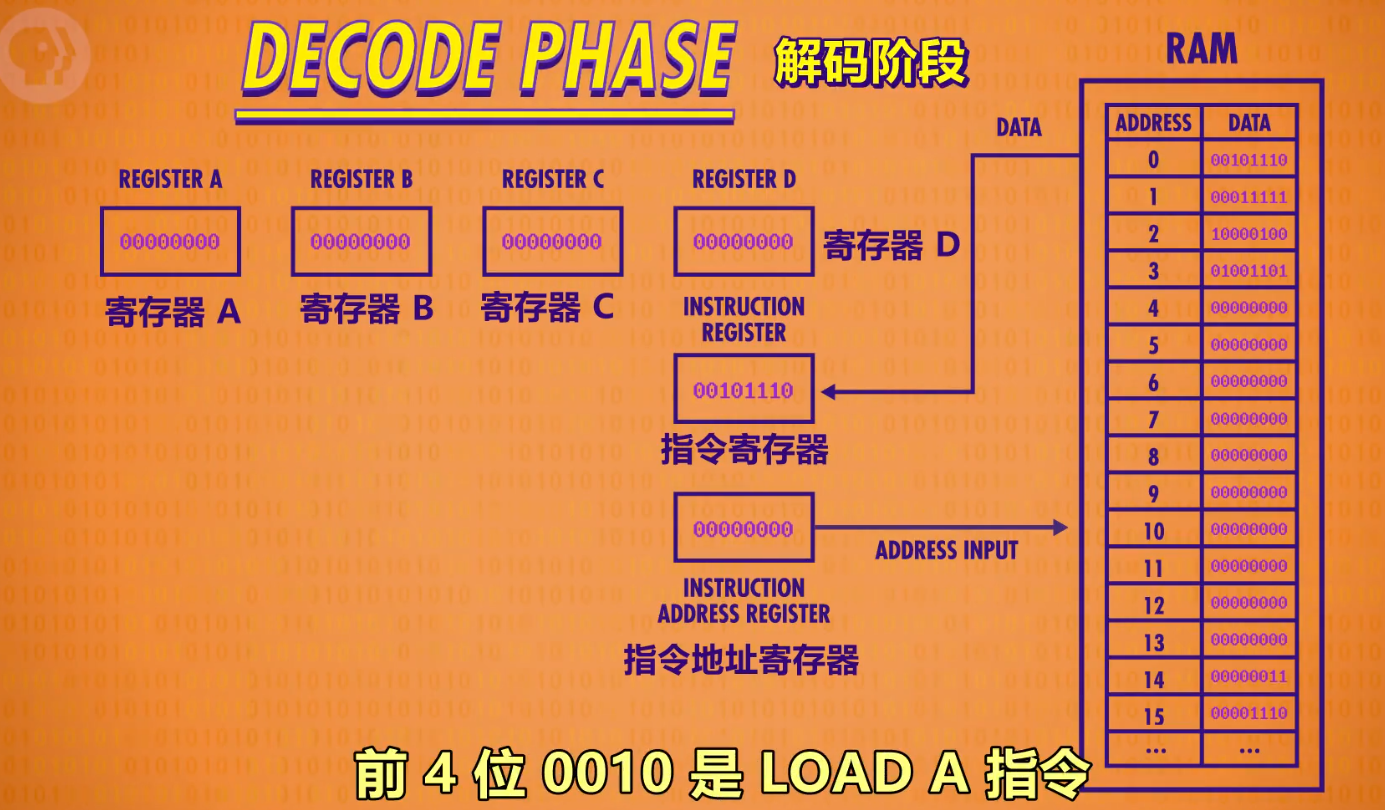 DECODE PHASE 解码阶段
RAM
DATA
ADDRESS DATA
0 00101110
1 00011111
2 10000100
3 01001101
4 00000000
5 00000000
6 00000000
7 00000000
8 00000000
9 00000000
10 00000000
11 00000000
12 00000000
13 00000000
14 00000011
15 00001110
... ...
REGISTER A
00000000
寄存器 A
REGISTER B
00000000
寄存器 B
REGISTER C
00000000
寄存器 C
REGISTER D
00000000
寄存器 D
INSTRUCTION
REGISTER
00101110
指令寄存器
00000000
ADDRESS INPUT
INSTRUCTION
ADDRESS REGISTER
指令地址寄存器
前 4 位 0010 是 LOAD A 指令